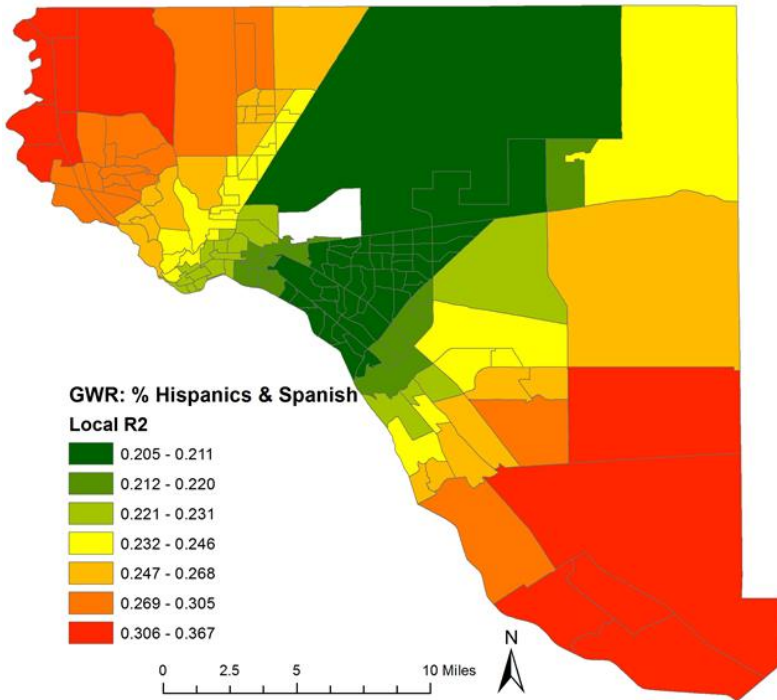 GWR: % Hispanics & Spanish
Local R2
0.205 - 0.211
0.212 - 0.220
0.221 - 0.231
0.232 - 0.246
0.247 - 0.268
0.269 - 0.305
0.306 - 0.367
N
0 2.5 5 10 Miles